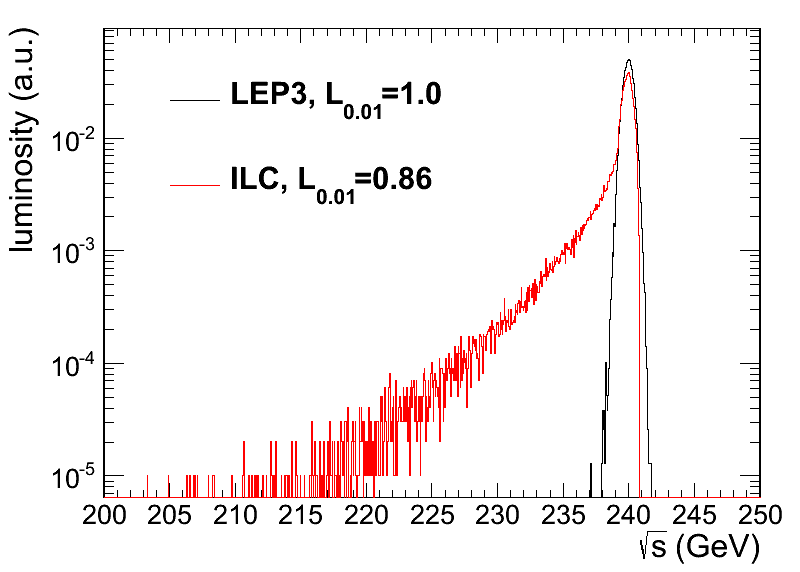 luminosity (a.u.)
LEP3, L0.01=1.0
ILC, L0.01=0.86
10-2
10-3
10-4
10-5
200 205 210 215 220 225 230 235 240 245 250
√s (GeV)